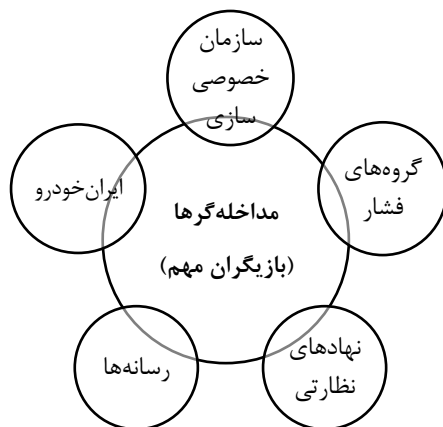 سازمان
خصوصی
سازی
گروه‌های
فشار
ایران‌خودرو
مداخله‌گرها
(بازیگران مهم)
نهادهای
نظارتی
رسانه‌ها